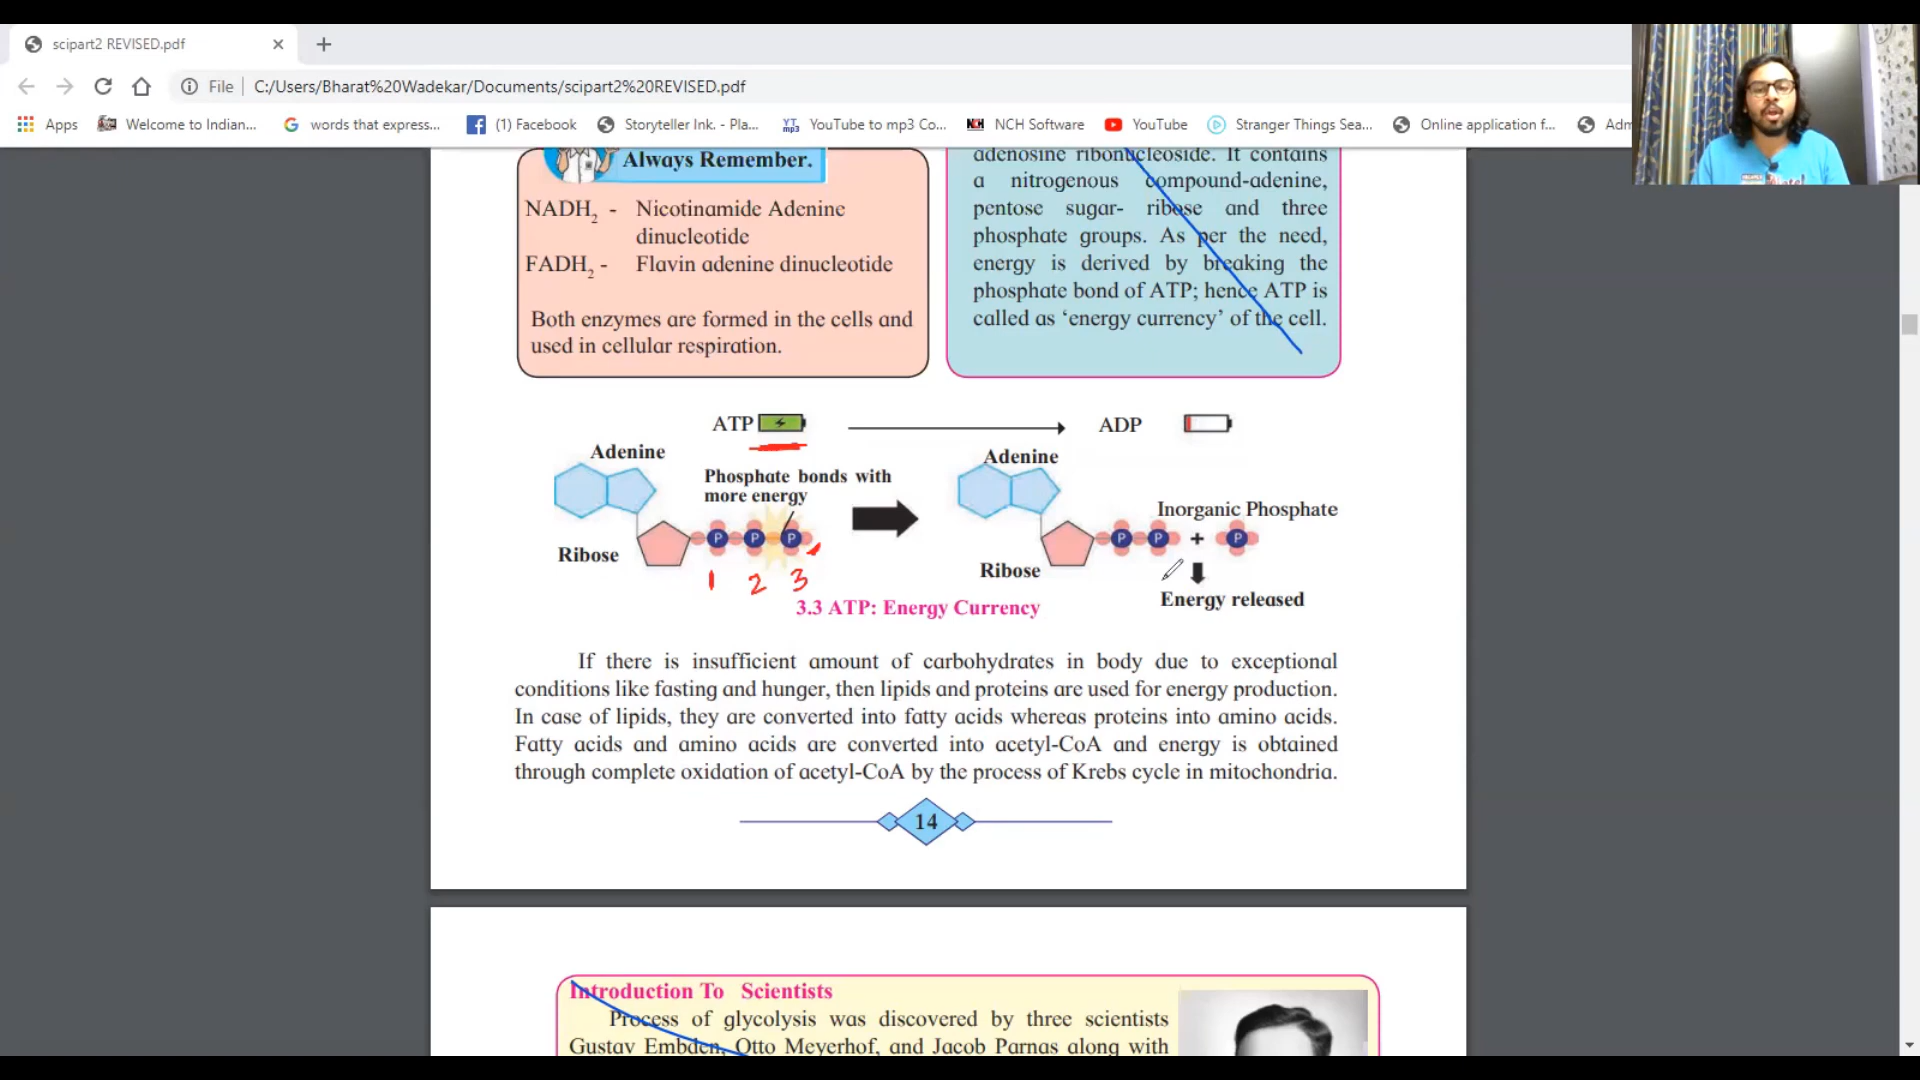 scipart2 REVISED.pdf
File C:/Users/Bharat%20Wadekar/Documents/scipart2%20REVISED.pdf
Apps Welcome to Indian... words that express... (1) Facebook Storyteller Ink. - Pla... YT mp3 YouTube to mp3 Co... NCH NCH Software YouTube Stranger Things Sea... Online application f... Adm
Always Remember.
NADH₂ - Nicotinamide Adenine
dinucleotide
FADH₂ - Flavin adenine dinucleotide
Both enzymes are formed in the cells and
used in cellular respiration.
adenosine ribonucleoside. It contains
a nitrogenous compound-adenine,
pentose sugar- ribose and three
phosphate groups. As per the need,
energy is derived by breaking the
phosphate bond of ATP; hence ATP is
called as ‘energy currency’ of the cell.
ATP
ADP
Adenine
Phosphate bonds with
more energy
Ribose
P P P
1 2 3
Adenine
Inorganic Phosphate
Ribose
P P + P
Energy released
3.3 ATP: Energy Currency
If there is insufficient amount of carbohydrates in body due to exceptional
conditions like fasting and hunger, then lipids and proteins are used for energy production.
In case of lipids, they are converted into fatty acids whereas proteins into amino acids.
Fatty acids and amino acids are converted into acetyl-CoA and energy is obtained
through complete oxidation of acetyl-CoA by the process of Krebs cycle in mitochondria.
14
Introduction To Scientists
Process of glycolysis was discovered by three scientists
Gustav Embden, Otto Meyerhof, and Jacob Parnas along with